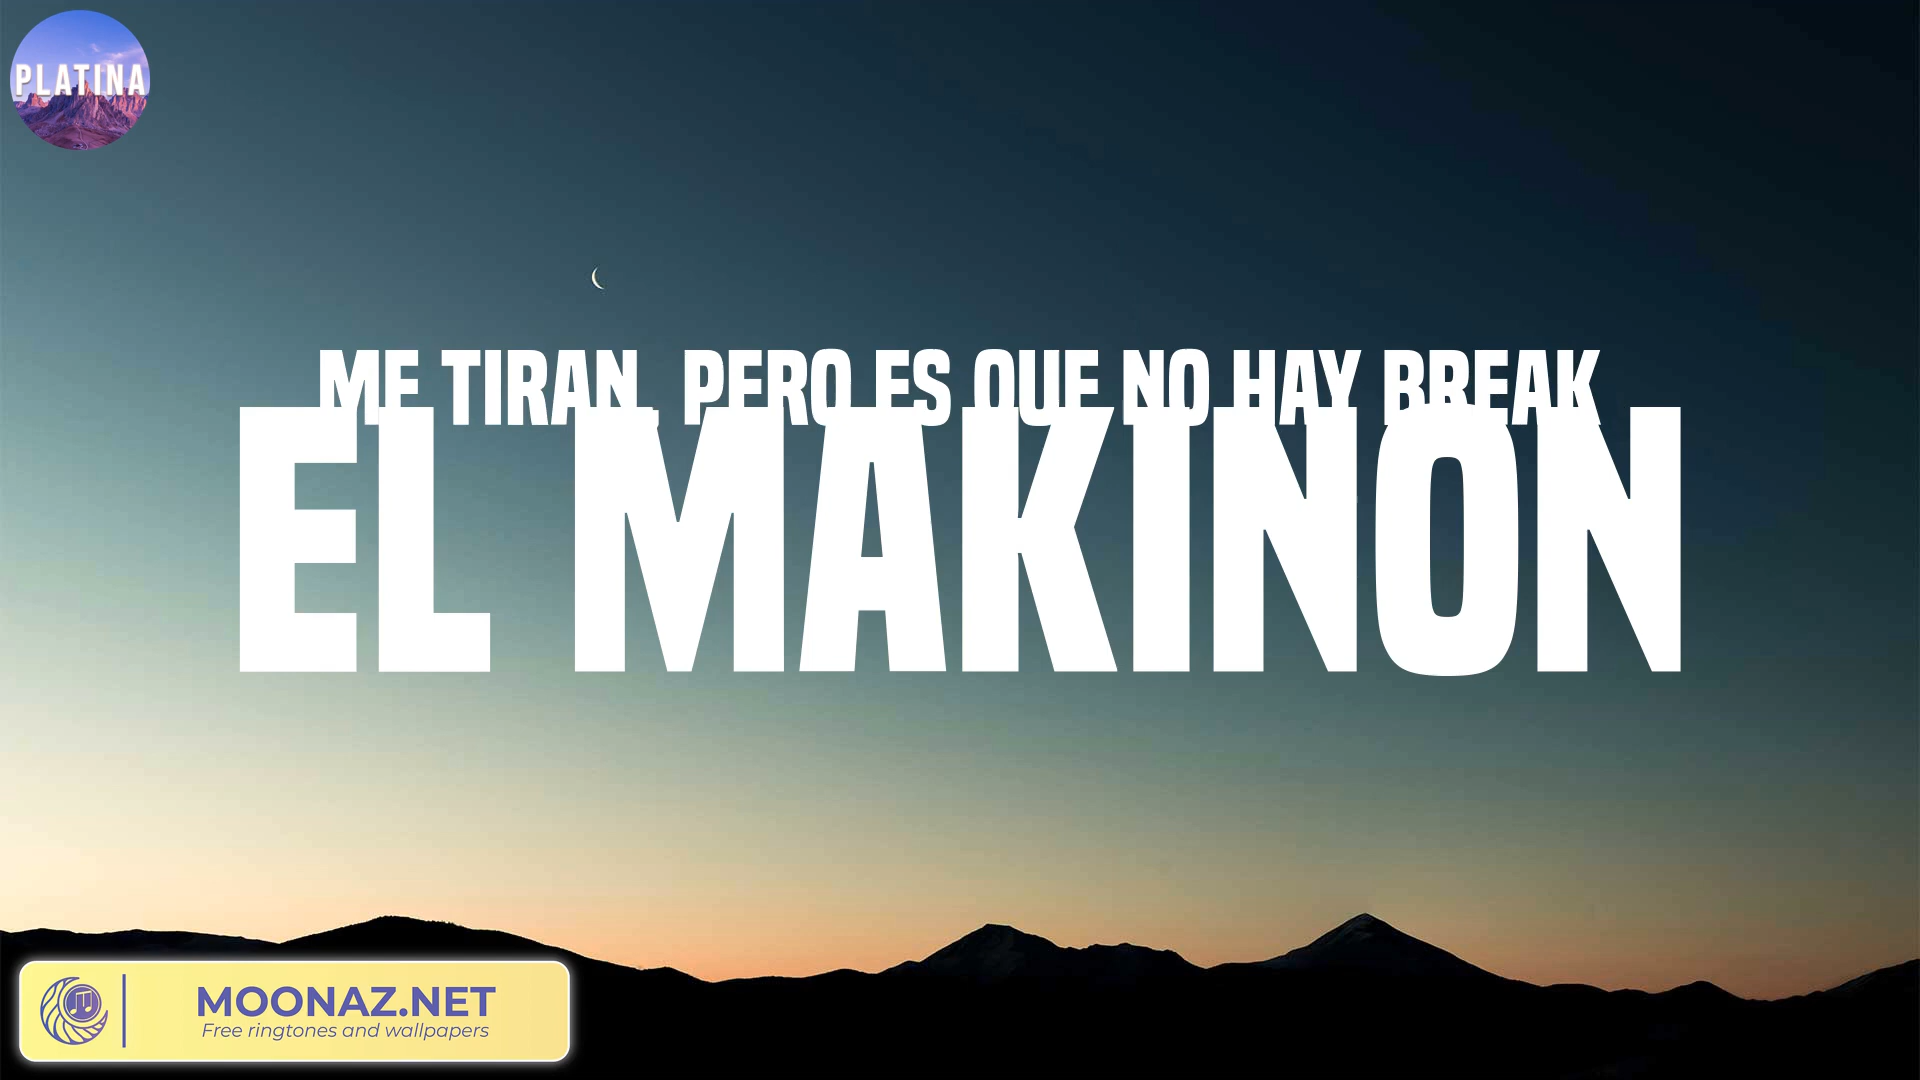 PLATINA
ME TIRAN, PERO ES QUE NO HAY BREAK
EL MAKINON
MOONAZ.NET
Free ringtones and wallpapers